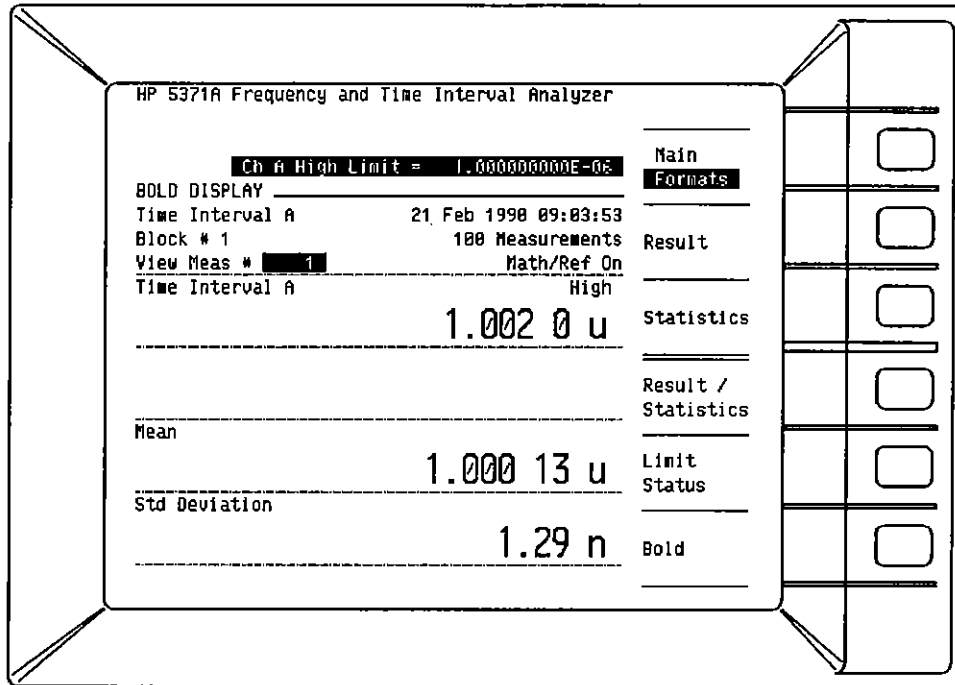 HP 5371A Frequency and Time Interval Analyzer
Ch A High Limit = 1.000000000E-06
BOLD DISPLAY
Time Interval A 21 Feb 1990 09:03:53
Block # 1 100 Measurements
View Meas # 1 Math/Ref On
Time Interval A High
1.002 0 u
Mean
1.000 13 u
Std Deviation
1.29 n
Main
Formats
Result
Statistics
Result /
Statistics
Limit
Status
Bold